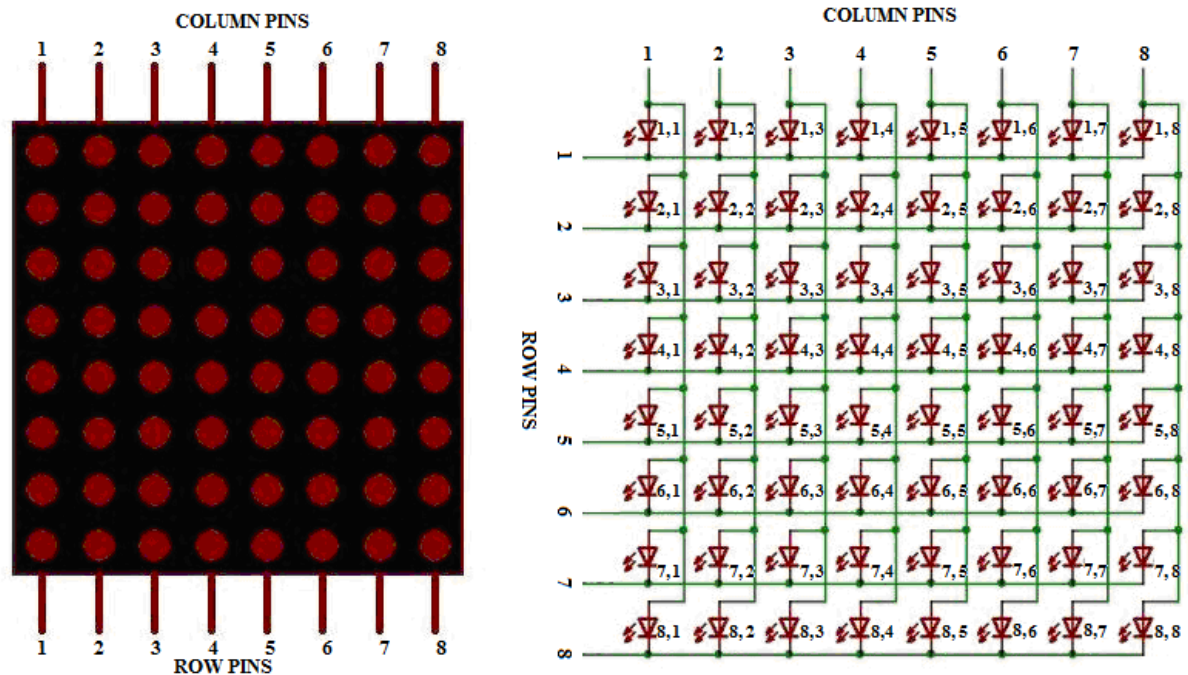 COLUMN PINS
1 2 3 4 5 6 7 8
1 2 3 4 5 6 7 8
ROW PINS
COLUMN PINS
1 2 3 4 5 6 7 8
1,1 1,2 1,3 1,4 1,5 1,6 1,7 1,8
1
2,1 2,2 2,3 2,4 2,5 2,6 2,7 2,8
2
3,1 3,2 3,3 3,4 3,5 3,6 3,7 3,8
3
ROW PINS
4,1 4,2 4,3 4,4 4,5 4,6 4,7 4,8
4
5,1 5,2 5,3 5,4 5,5 5,6 5,7 5,8
5
6,1 6,2 6,3 6,4 6,5 6,6 6,7 6,8
6
7,1 7,2 7,3 7,4 7,5 7,6 7,7 7,8
7
8,1 8,2 8,3 8,4 8,5 8,6 8,7 8,8
8